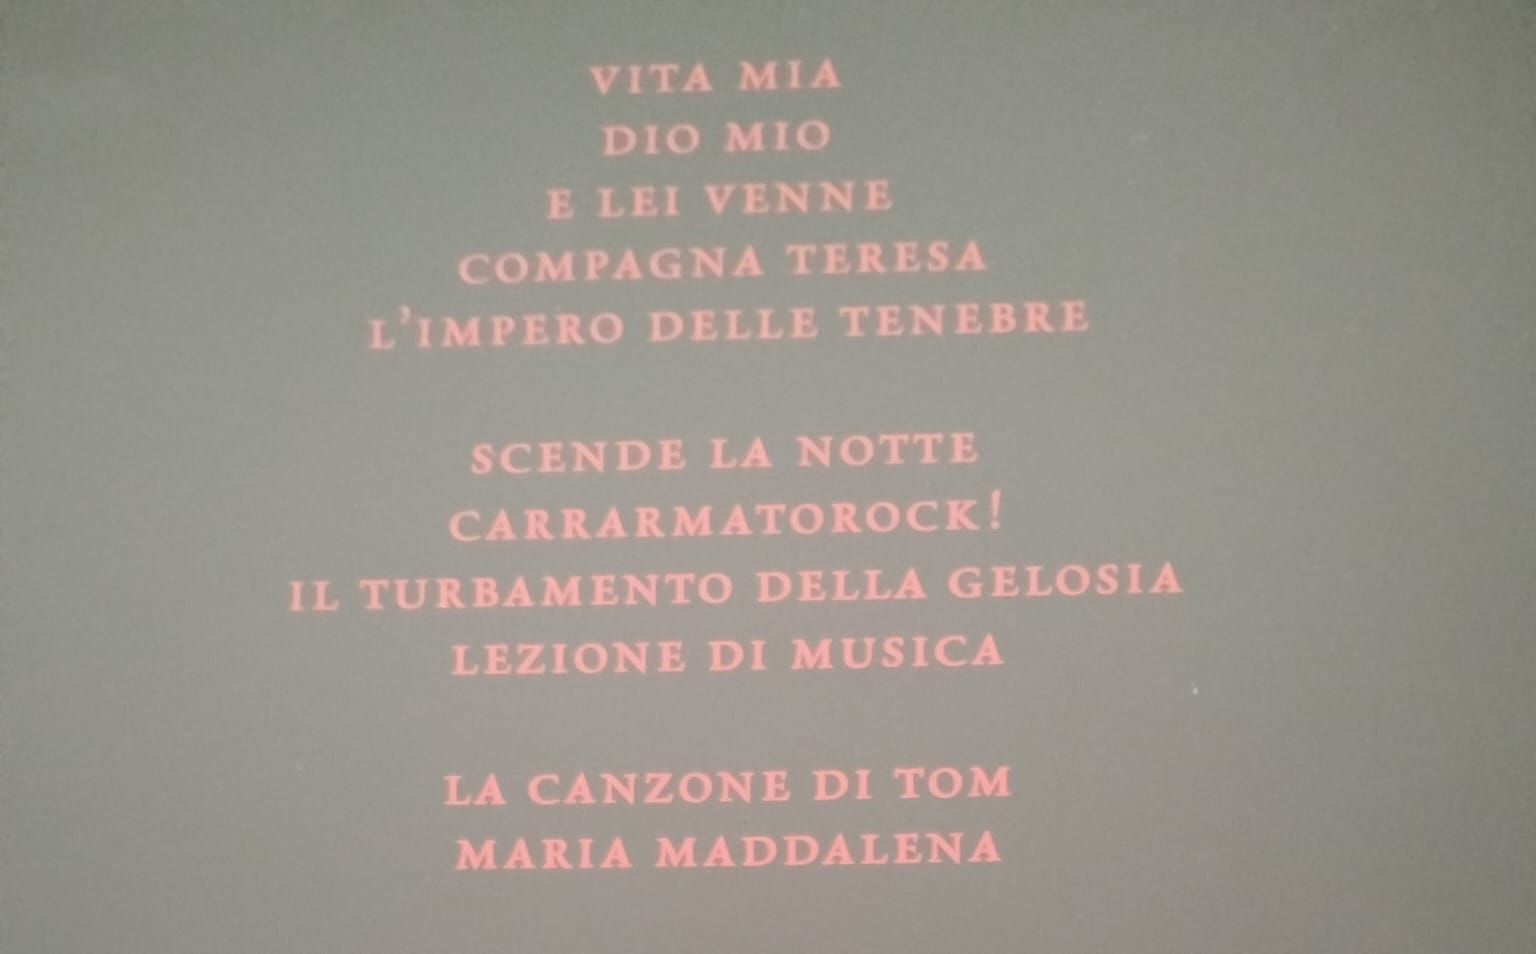 VITA MIA
DIO MIO
E LEI VENNE
COMPAGNA TERESA
L'IMPERO DELLE TENEBRE
SCENDE LA NOTTE
CARRARMATOROCK!
IL TURBAMENTO DELLA GELOSIA
LEZIONE DI MUSICA
LA CANZONE DI TOM
MARIA MADDALENA